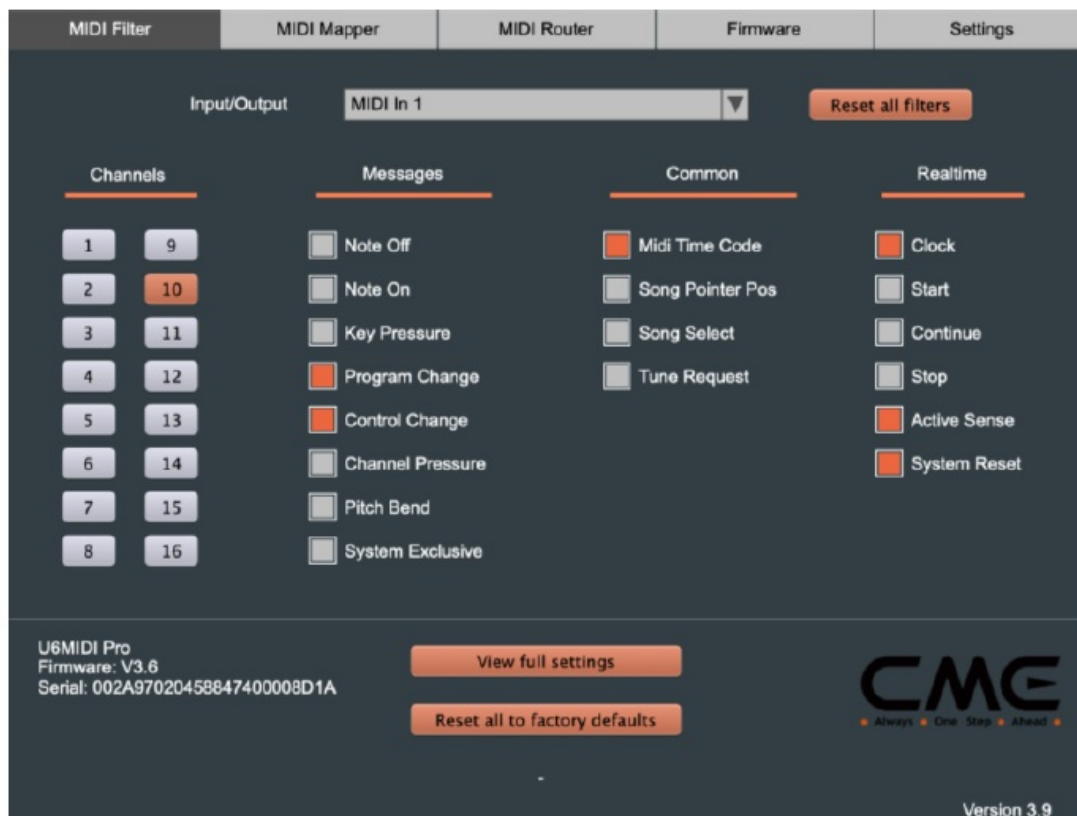 MIDI Filter MIDI Mapper MIDI Router Firmware Settings
Input/Output MIDI In 1 Reset all filters
Channels Messages Common Realtime
1 9 Note Off Midi Time Code Clock
2 10 Note On Song Pointer Pos Start
3 11 Key Pressure Song Select Continue
4 12 Program Change Tune Request Stop
5 13 Control Change Active Sense
6 14 Channel Pressure System Reset
7 15 Pitch Bend
8 16 System Exclusive
U6MIDI Pro
Firmware: V3.6
Serial: 002A97020458847400008D1A
View full settings
Reset all to factory defaults
CME
Always One Step Ahead
-
Version 3.9